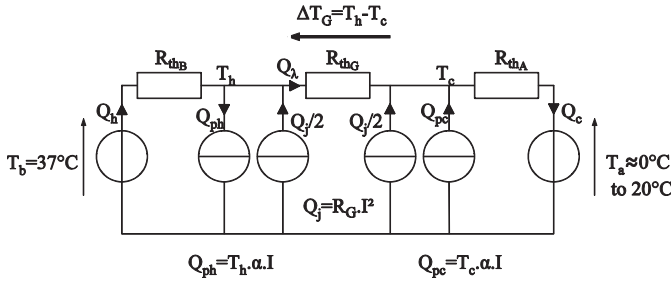 ΔT_G=T_h-T_c
R_thB
T_h
Q_λ
R_thG
T_c
R_thA
Q_h
Q_ph
Q_j/2
Q_j/2
Q_pc
Q_c
T_b=37°C
T_a≈0°C
to 20°C
Q_j=R_G.I²
Q_ph=T_h.α.I
Q_pc=T_c.α.I